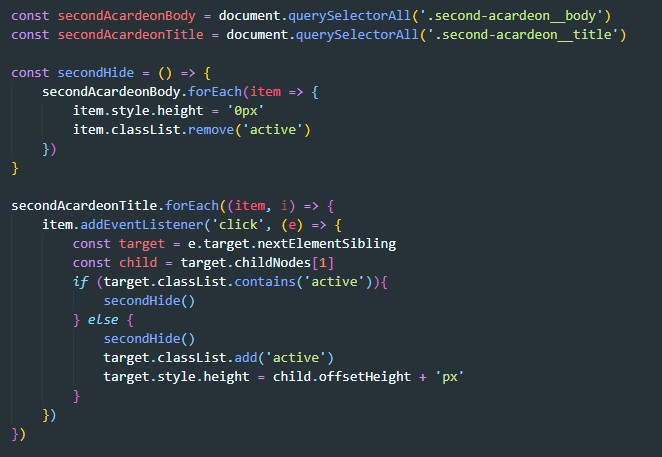 const secondAcardeonBody = document.querySelectorAll('.second-acardeon__body')
const secondAcardeonTitle = document.querySelectorAll('.second-acardeon__title')

const secondHide = () => {
    secondAcardeonBody.forEach(item => {
        item.style.height = '0px'
        item.classList.remove('active')
    })
}

secondAcardeonTitle.forEach((item, i) => {
    item.addEventListener('click', (e) => {
        const target = e.target.nextElementSibling
        const child = target.childNodes[1]
        if (target.classList.contains('active')){
            secondHide()
        } else {
            secondHide()
            target.classList.add('active')
            target.style.height = child.offsetHeight + 'px'
        }
    })
})